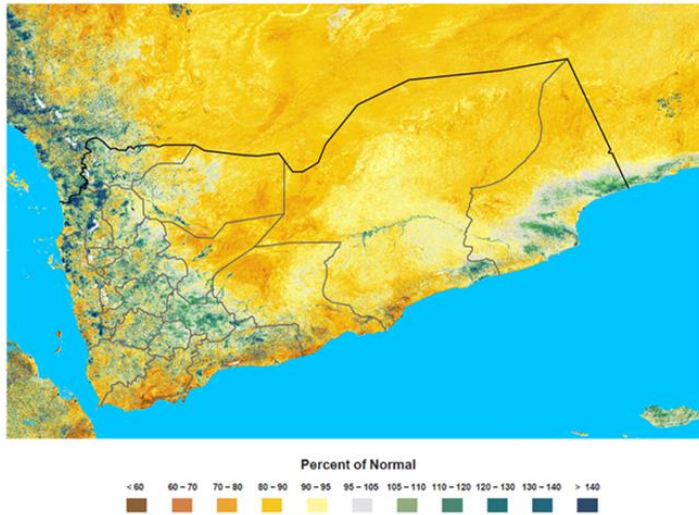 Percent of Normal
< 60 60 – 70 70 – 80 80 – 90 90 – 95 95 – 105 105 – 110 110 – 120 120 – 130 130 – 140 > 140